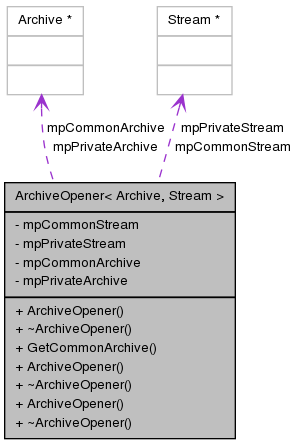 Archive *
Stream *
mpCommonArchive
mpPrivateArchive
mpPrivateStream
mpCommonStream
ArchiveOpener< Archive, Stream >
- mpCommonStream
- mpPrivateStream
- mpCommonArchive
- mpPrivateArchive
+ ArchiveOpener()
+ ~ArchiveOpener()
+ GetCommonArchive()
+ ArchiveOpener()
+ ~ArchiveOpener()
+ ArchiveOpener()
+ ~ArchiveOpener()